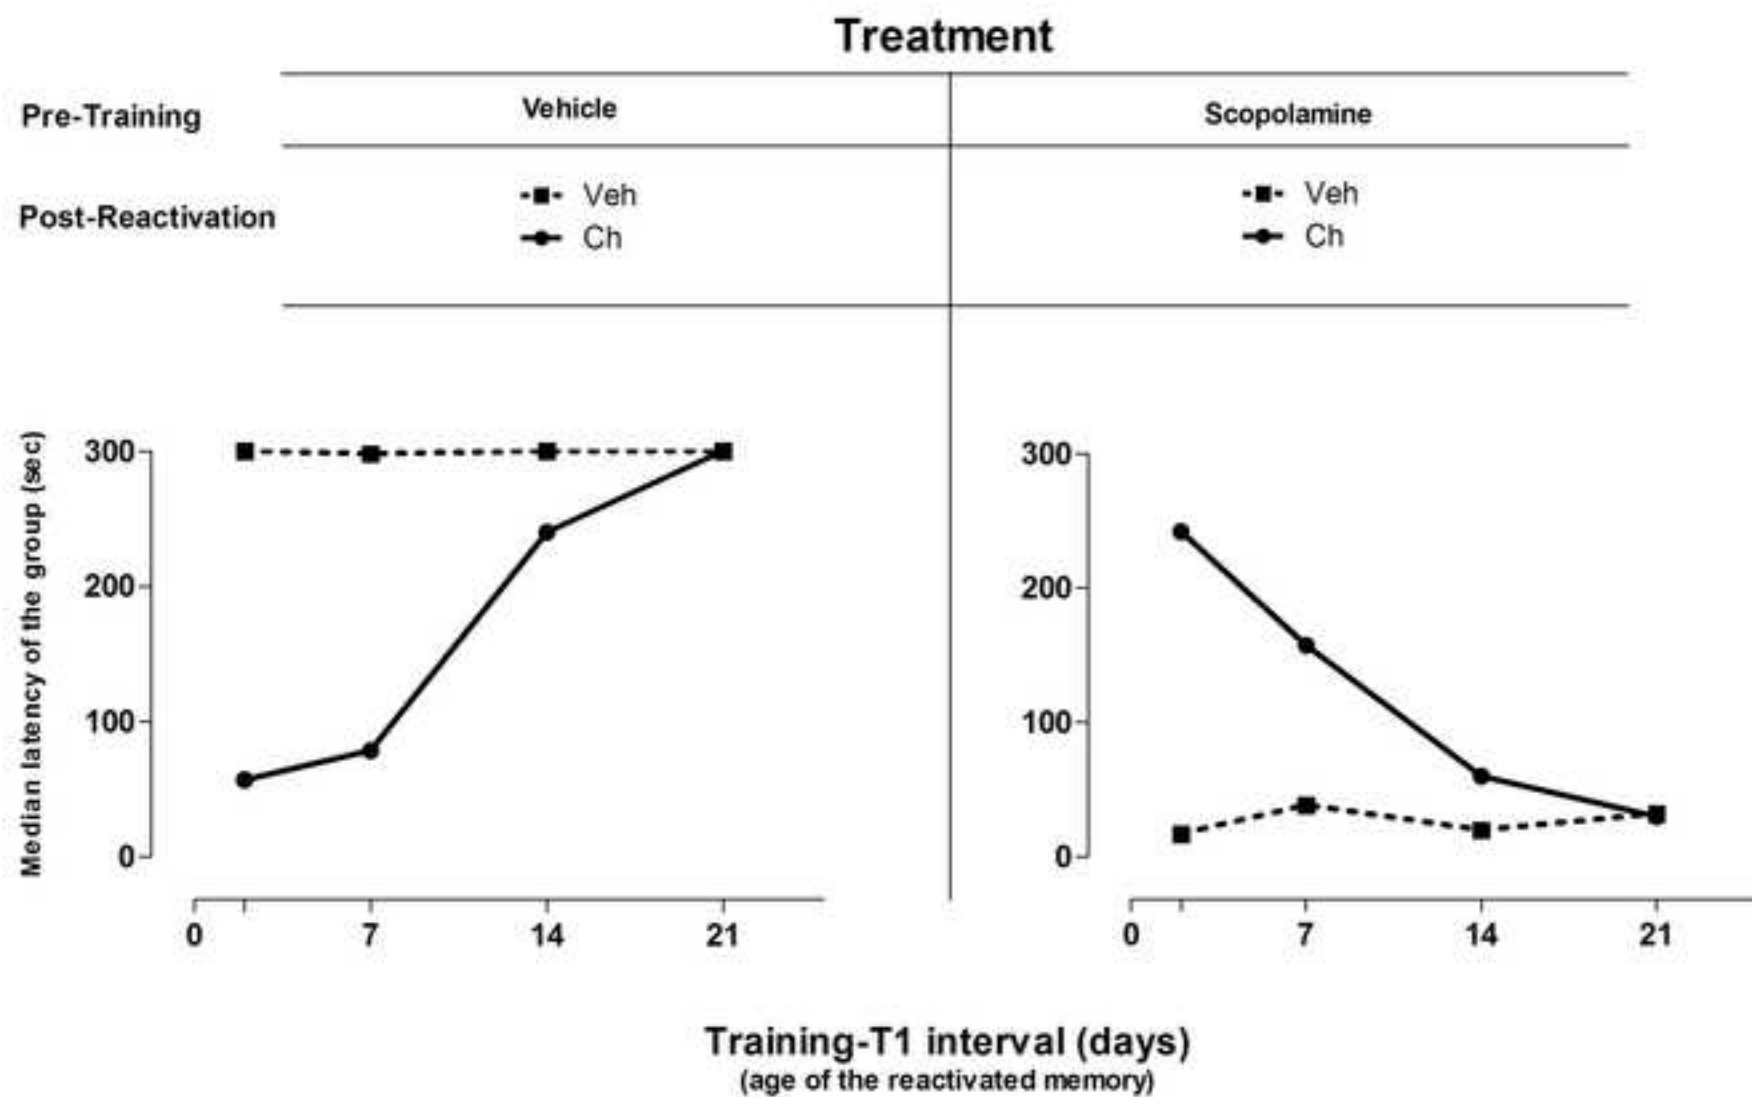 Treatment
Pre-Training
Vehicle
Scopolamine
Post-Reactivation
Veh
Ch
Veh
Ch
Median latency of the group (sec)
300
200
100
0
0
7
14
21
300
200
100
0
0
7
14
21
Training-T1 interval (days)
(age of the reactivated memory)